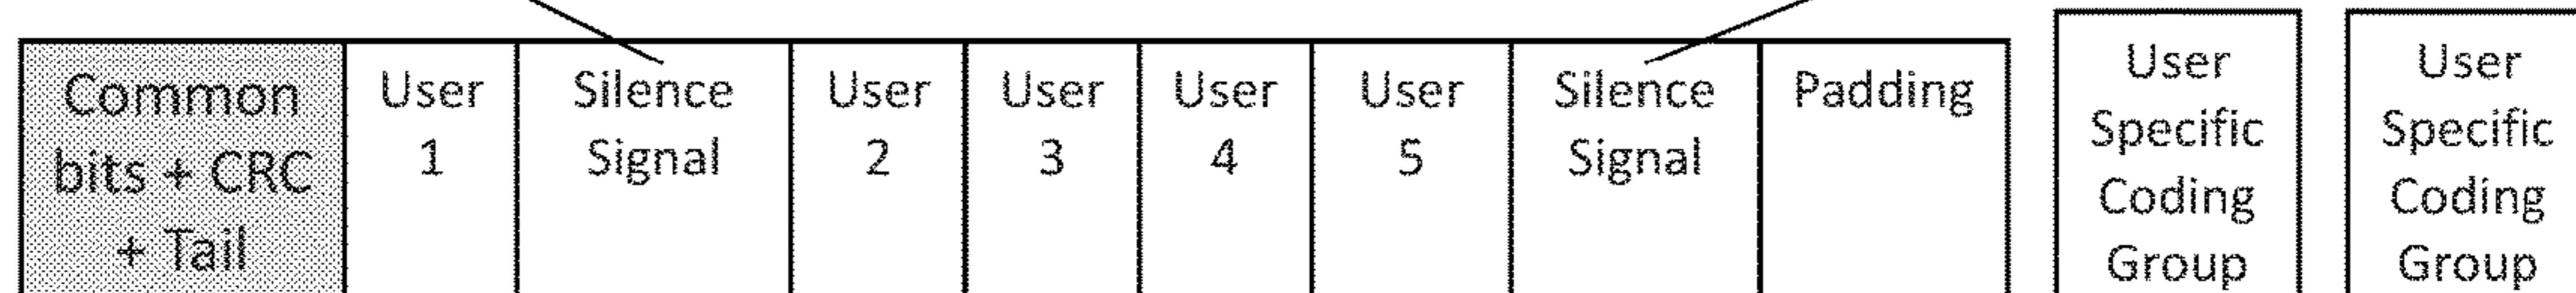 Common
bits + CRC
+ Tail
User
1
Silence
Signal
User
2
User
3
User
4
User
5
Silence
Signal
Padding
User
Specific
Coding
Group
User
Specific
Coding
Group